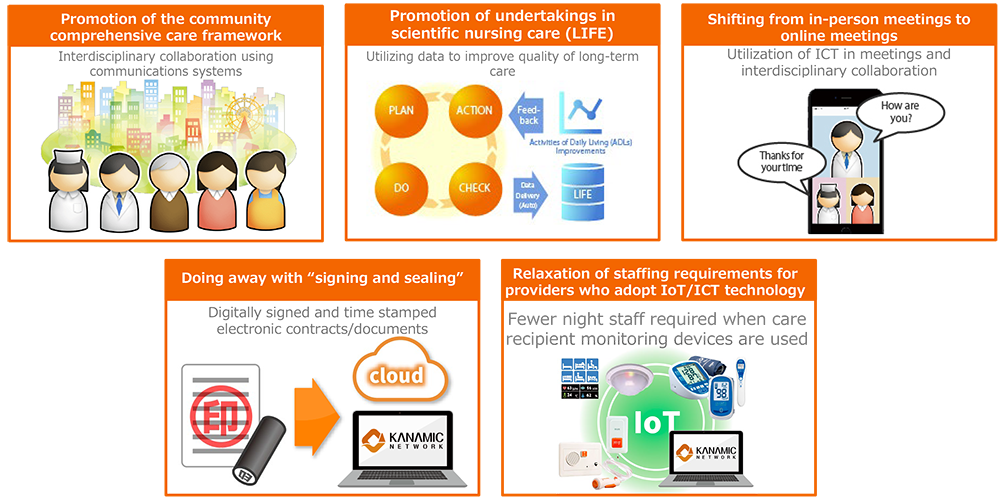 Promotion of the community
comprehensive care framework
Interdisciplinary collaboration using
communications systems
Promotion of undertakings in
scientific nursing care (LIFE)
Utilizing data to improve quality of long-term
care
PLAN
ACTION
DO
CHECK
Feed-
back
Activities of Daily Living (ADLs)
Improvements
Data
Delivery
(Auto)
LIFE
Shifting from in-person meetings to
online meetings
Utilization of ICT in meetings and
interdisciplinary collaboration
How are
you?
Thanks for
your time
Doing away with “signing and sealing”
Digitally signed and time stamped
electronic contracts/documents
印
印
cloud
KANAMIC
NETWORK
Relaxation of staffing requirements for
providers who adopt IoT/ICT technology
Fewer night staff required when care
recipient monitoring devices are used
IoT
98
KANAMIC
NETWORK